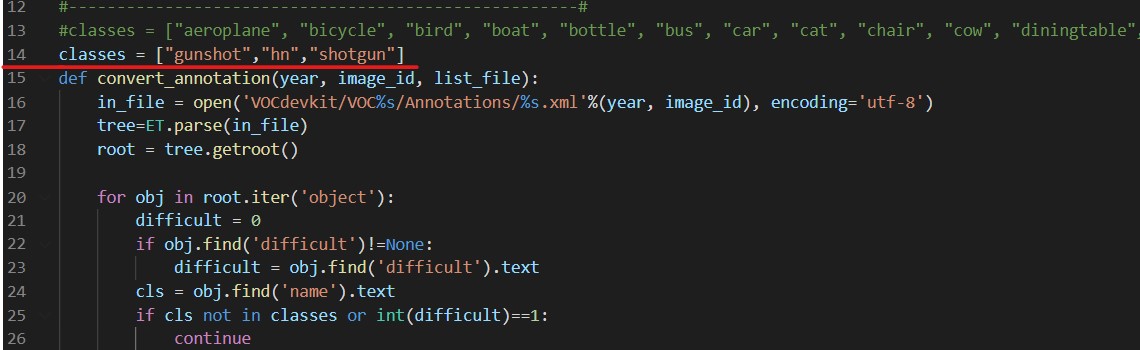 12 #-----------------------------------------------------#
13 #classes = ["aeroplane", "bicycle", "bird", "boat", "bottle", "bus", "car", "cat", "chair", "cow", "diningtable",
14 classes = ["gunshot","hn","shotgun"]
15 def convert_annotation(year, image_id, list_file):
16     in_file = open('VOCdevkit/VOC%s/Annotations/%s.xml'%(year, image_id), encoding='utf-8')
17     tree=ET.parse(in_file)
18     root = tree.getroot()
19
20     for obj in root.iter('object'):
21         difficult = 0
22         if obj.find('difficult')!=None:
23             difficult = obj.find('difficult').text
24         cls = obj.find('name').text
25         if cls not in classes or int(difficult)==1:
26             continue